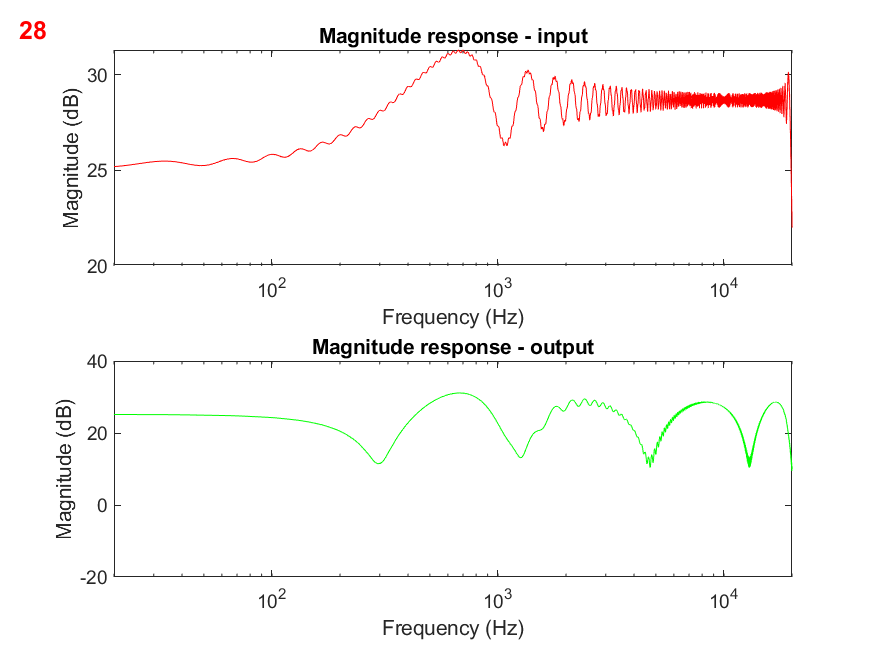 28
Magnitude response - input
30
25
20
Magnitude (dB)
10^2
10^3
10^4
Frequency (Hz)
Magnitude response - output
40
20
0
-20
Magnitude (dB)
10^2
10^3
10^4
Frequency (Hz)